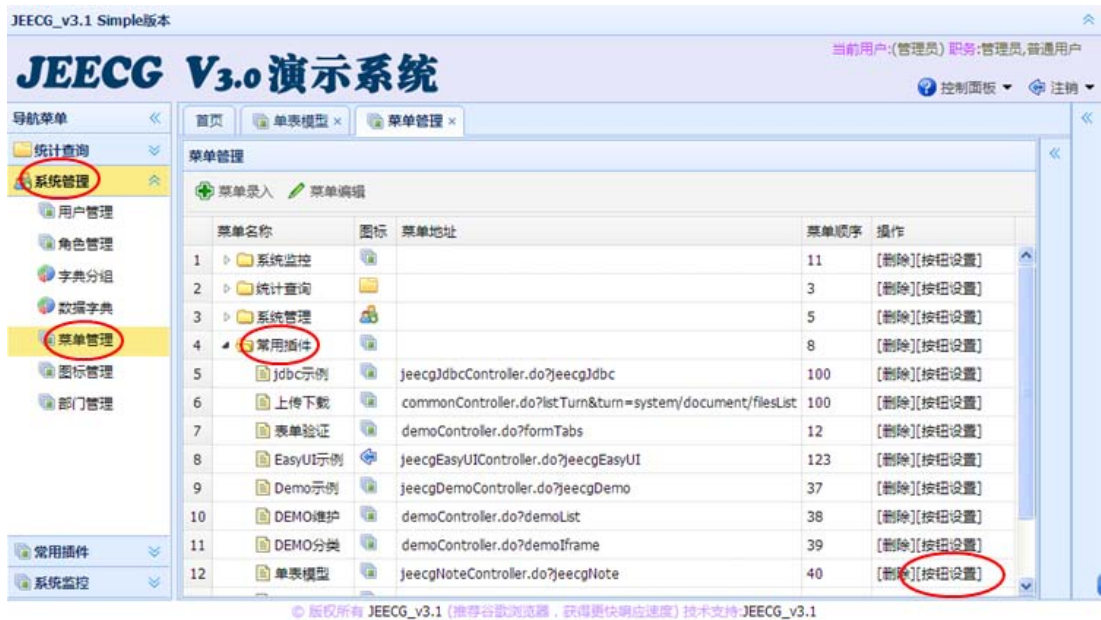 JEECG_v3.1 Simple版本
当前用户:(管理员) 职务:管理员,普通用户
JEECG V3.0演示系统
控制面板 注销
导航菜单
首页 单表模型 × 菜单管理 ×
统计查询
系统管理
用户管理
角色管理
字典分组
数据字典
菜单管理
图标管理
部门管理
常用插件
系统监控
菜单管理
菜单录入 菜单编辑
菜单名称 图标 菜单地址 菜单顺序 操作
1 系统监控 11 [删除][按钮设置]
2 统计查询 3 [删除][按钮设置]
3 系统管理 5 [删除][按钮设置]
4 常用插件 8 [删除][按钮设置]
5 jdbc示例 jeecgJdbcController.do?jeecgJdbc 100 [删除][按钮设置]
6 上传下载 commonController.do?listTurn&turn=system/document/filesList 100 [删除][按钮设置]
7 表单验证 demoController.do?formTabs 12 [删除][按钮设置]
8 EasyUI示例 jeecgEasyUIController.do?jeecgEasyUI 123 [删除][按钮设置]
9 Demo示例 jeecgDemoController.do?jeecgDemo 37 [删除][按钮设置]
10 DEMO维护 demoController.do?demoList 38 [删除][按钮设置]
11 DEMO分类 demoController.do?demoIframe 39 [删除][按钮设置]
12 单表模型 jeecgNoteController.do?jeecgNote 40 [删除][按钮设置]
© 版权所有 JEECG_v3.1 (推荐谷歌浏览器，获得更快响应速度) 技术支持:JEECG_v3.1